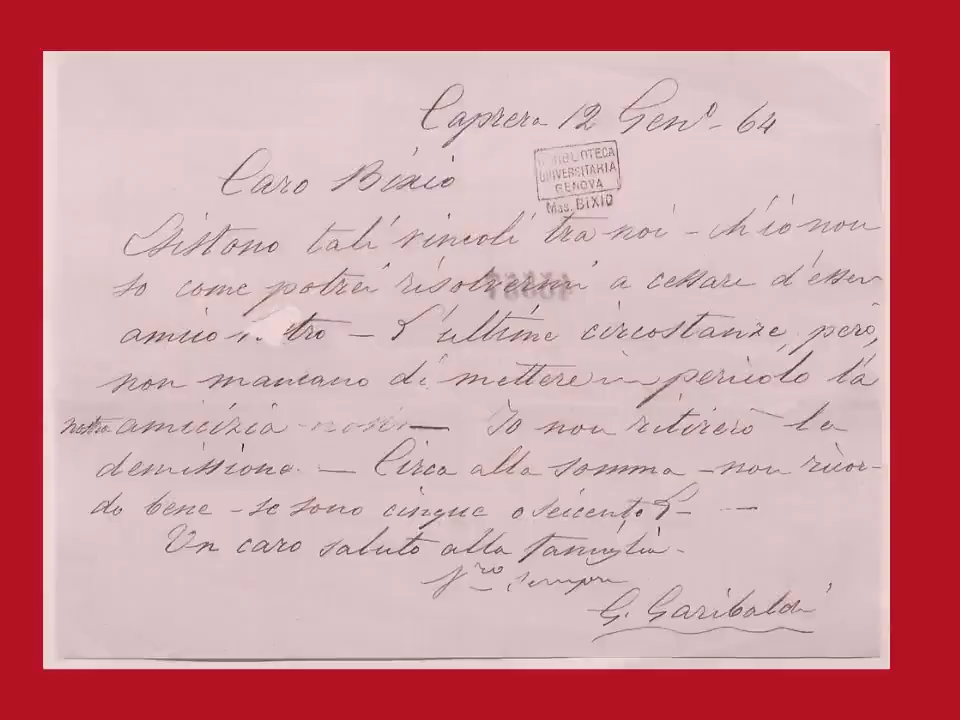 Caprera 12 Genº - 64
BIBLIOTECA
UNIVERSITARIA
GENOVA
Mss. BIXIO
Caro Bixio
Esistono tali vincoli tra noi - ch'io non
so come potrei risolvermi a cessare d'esser
amico - L'ultime circostanze, però,
non mancano di mettere in pericolo la
nostra amicizia — Io non ritirerò la
demissione. — Circa alla somma - non ricor-
do bene - se sono cinque o seicento L - —
Un caro saluto alla famiglia -
Vro sempre
G. Garibaldi